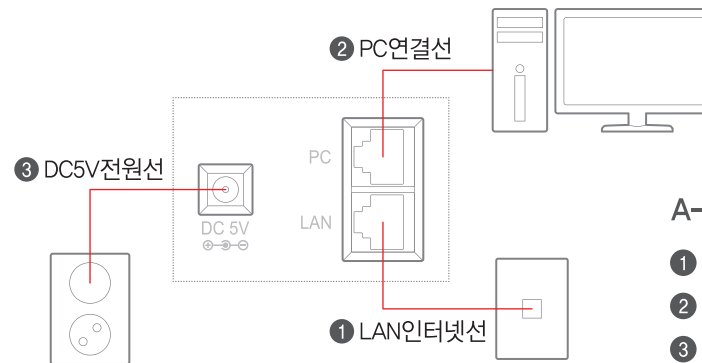 ❷ PC연결선
❸ DC5V전원선
PC
DC 5V
LAN
❶ LAN인터넷선
A-
❶
❷
❸